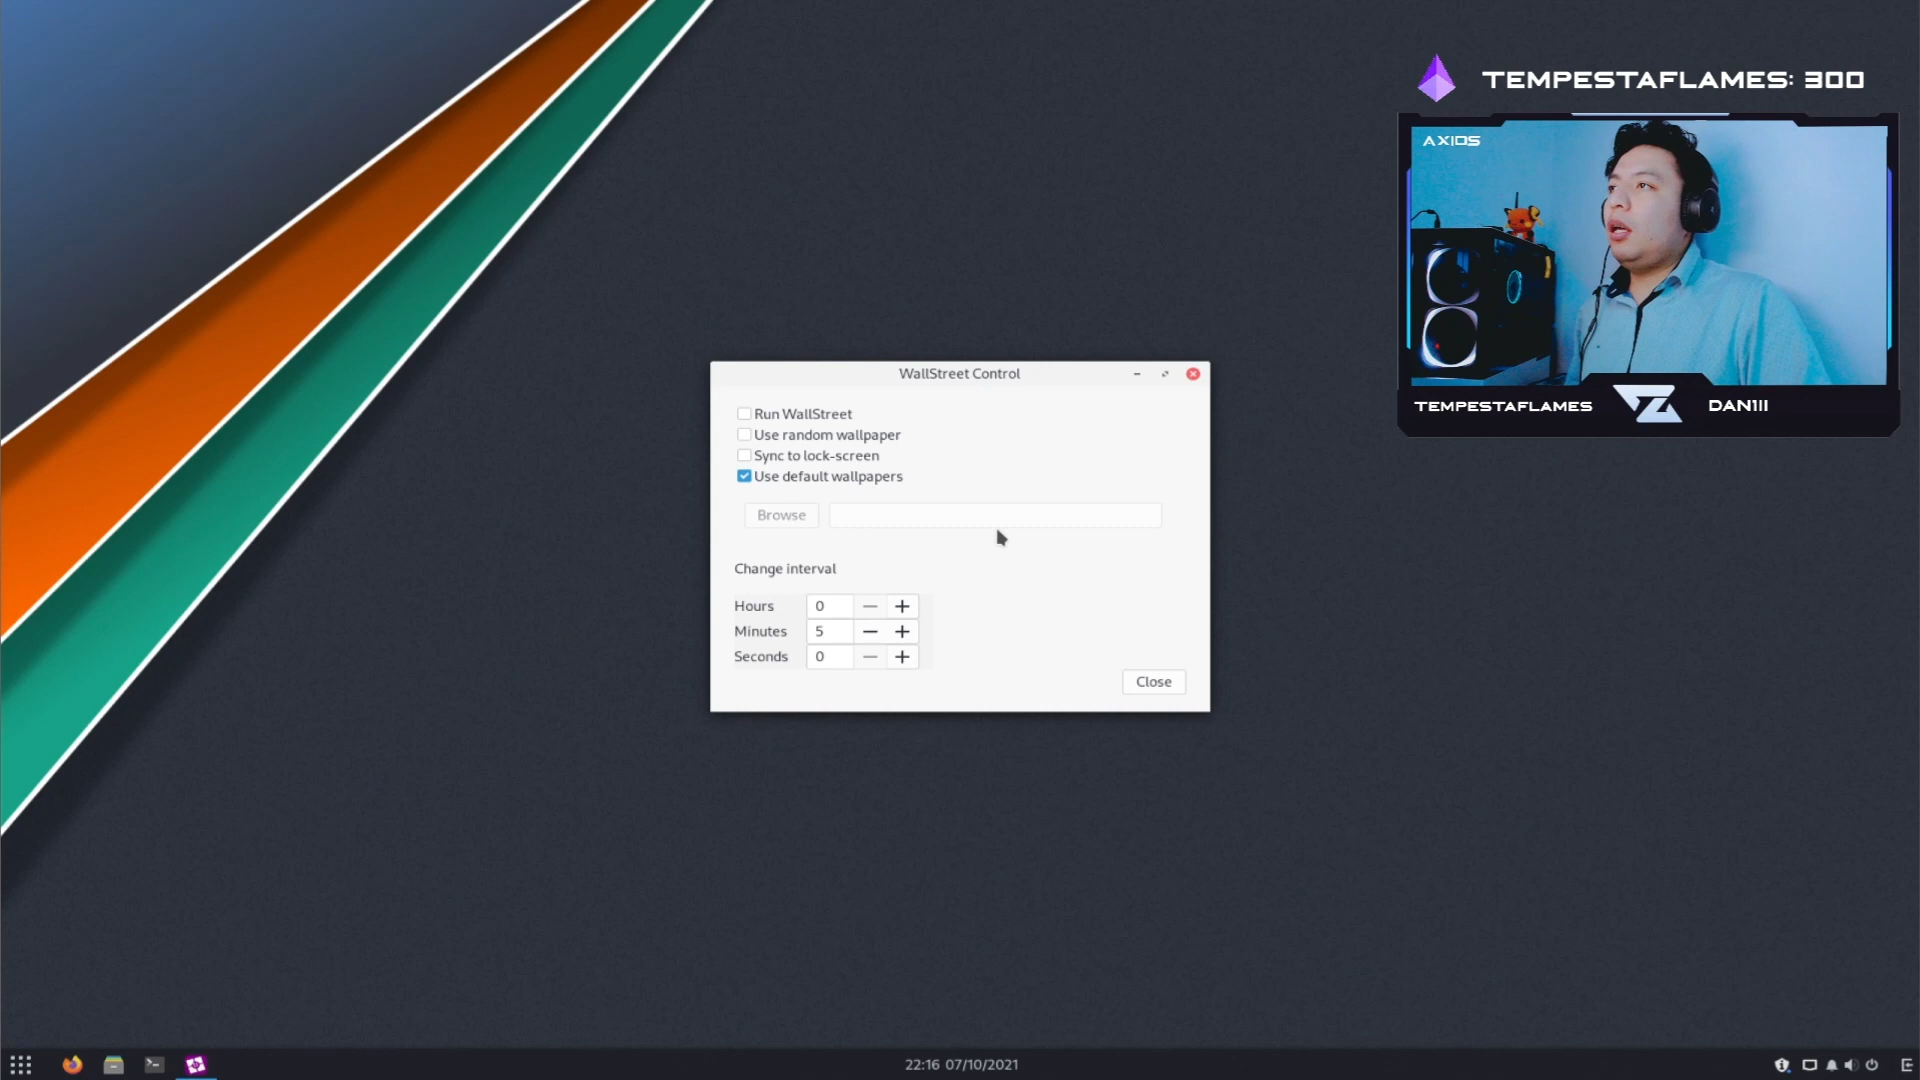 TEMPESTAFLAMES: 300
AXIOS
TEMPESTAFLAMES
DAN1II
WallStreet Control
Run WallStreet
Use random wallpaper
Sync to lock-screen
Use default wallpapers
Browse
Change interval
Hours 0
Minutes 5
Seconds 0
Close
22:16 07/10/2021